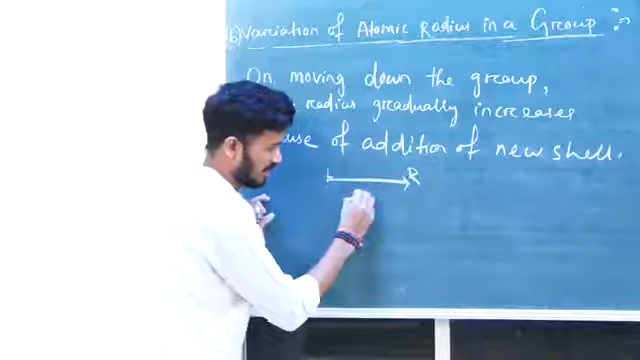 (b) Variation of Atomic Radius in a Group :-
On moving down the group,
radius gradually increases
of addition of new shell.
L R